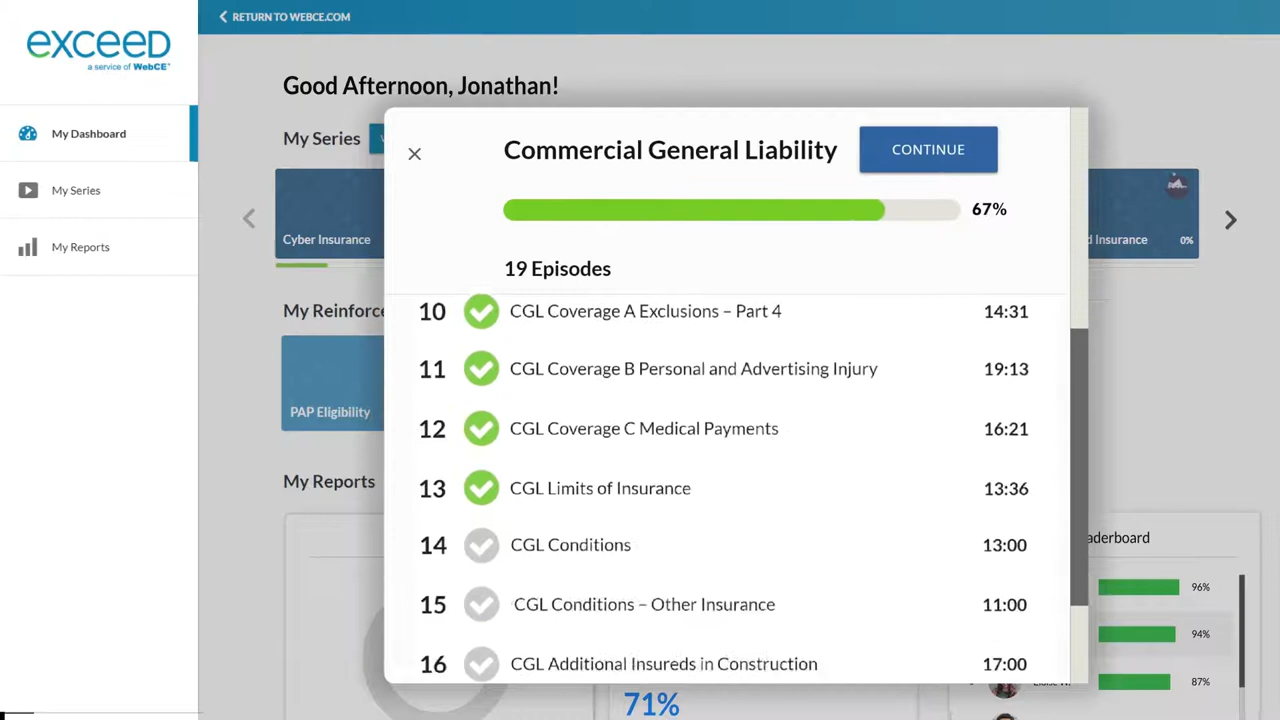 exceed
a service of WebCE
RETURN TO WEBCE.COM
My Dashboard
My Series
My Reports
Good Afternoon, Jonathan!
My Series
Cyber Insurance
Insurance
0%
My Reinforce
PAP Eligibility
My Reports
71%
aderboard
96%
94%
87%
Commercial General Liability
CONTINUE
67%
19 Episodes
10 CGL Coverage A Exclusions – Part 4 14:31
11 CGL Coverage B Personal and Advertising Injury 19:13
12 CGL Coverage C Medical Payments 16:21
13 CGL Limits of Insurance 13:36
14 CGL Conditions 13:00
15 CGL Conditions – Other Insurance 11:00
16 CGL Additional Insureds in Construction 17:00